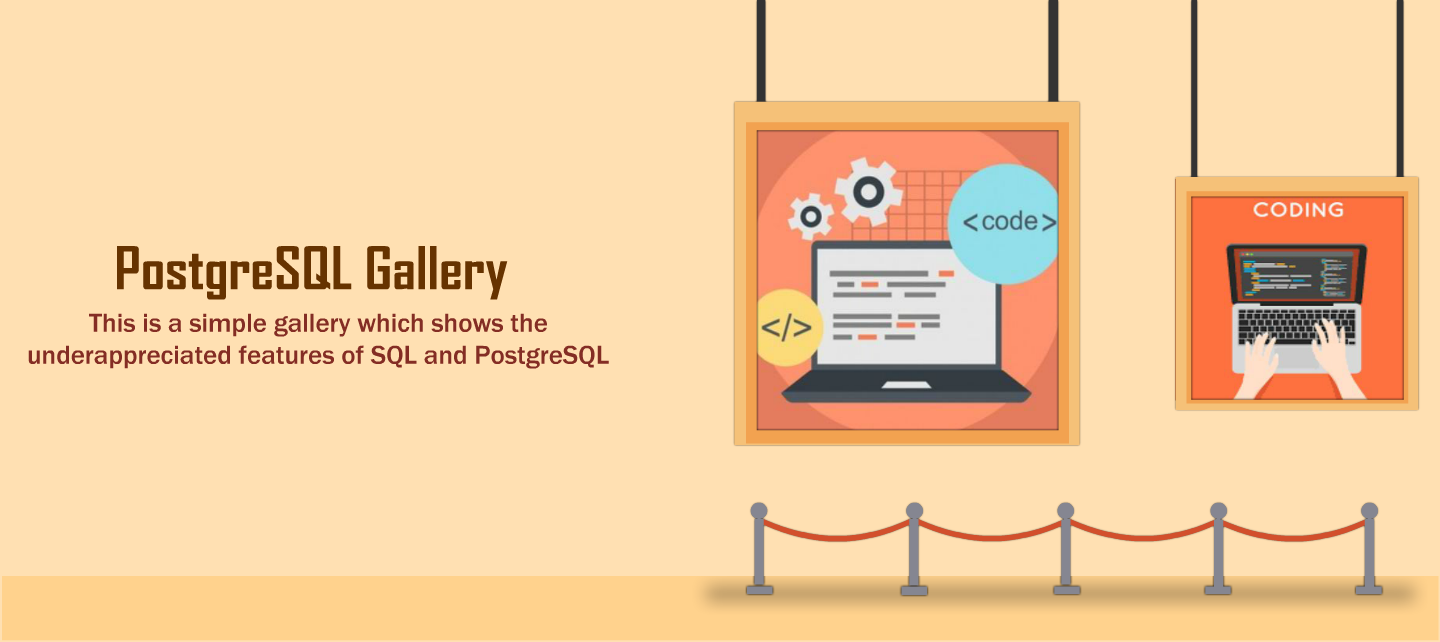 PostgreSQL Gallery
This is a simple gallery which shows the
underappreciated features of SQL and PostgreSQL
<code>
</>
CODING